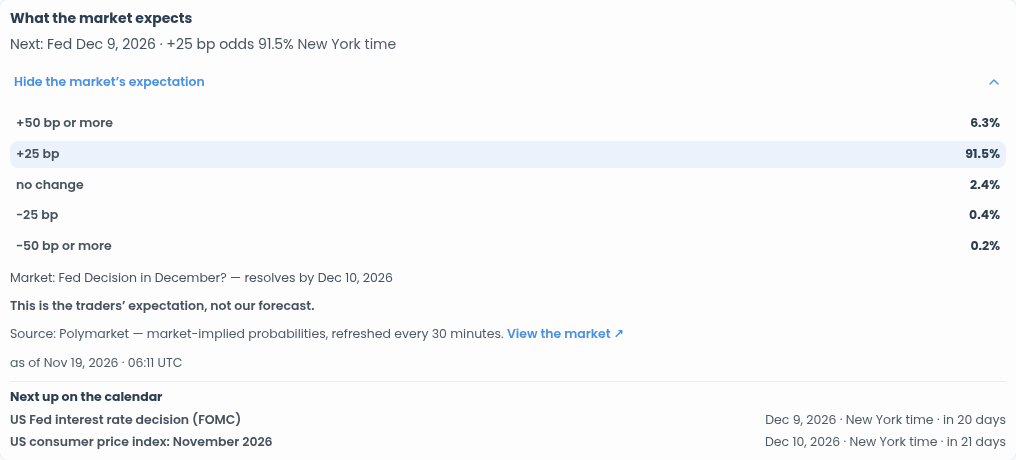 What the market expects
Next: Fed Dec 9, 2026 · +25 bp odds 91.5% New York time
Hide the market’s expectation
+50 bp or more 6.3%
+25 bp 91.5%
no change 2.4%
-25 bp 0.4%
-50 bp or more 0.2%
Market: Fed Decision in December? — resolves by Dec 10, 2026
This is the traders’ expectation, not our forecast.
Source: Polymarket — market-implied probabilities, refreshed every 30 minutes. View the market ↗
as of Nov 19, 2026 · 06:11 UTC
Next up on the calendar
US Fed interest rate decision (FOMC) Dec 9, 2026 · New York time · in 20 days
US consumer price index: November 2026 Dec 10, 2026 · New York time · in 21 days